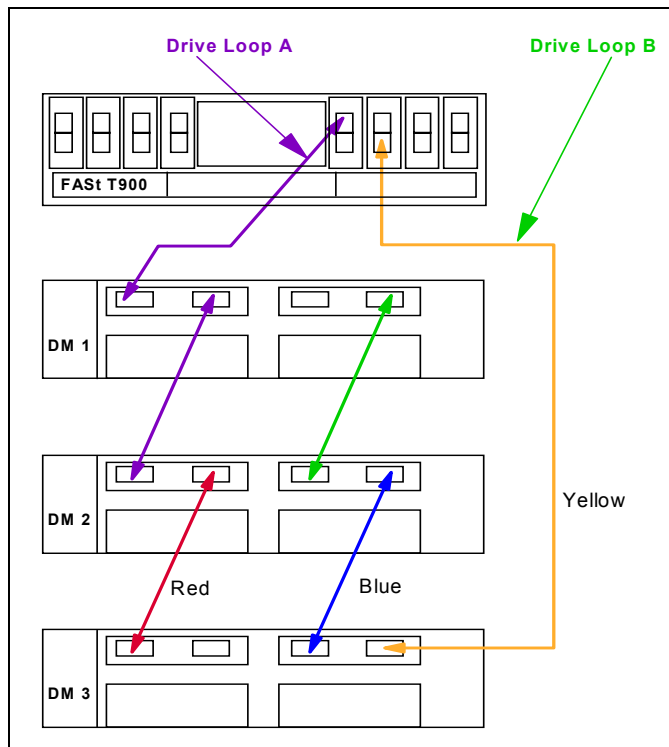 Drive Loop A
Drive Loop B
FASt T900
DM 1
DM 2
Yellow
Red
Blue
DM 3